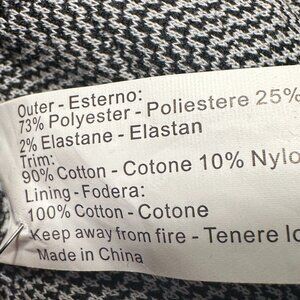 Outer - Esterno:
73% Polyester - Poliestere 25%
2% Elastane - Elastan
Trim:
90% Cotton - Cotone 10% Nylo
Lining - Fodera:
100% Cotton - Cotone
Keep away from fire - Tenere lo
Made in China